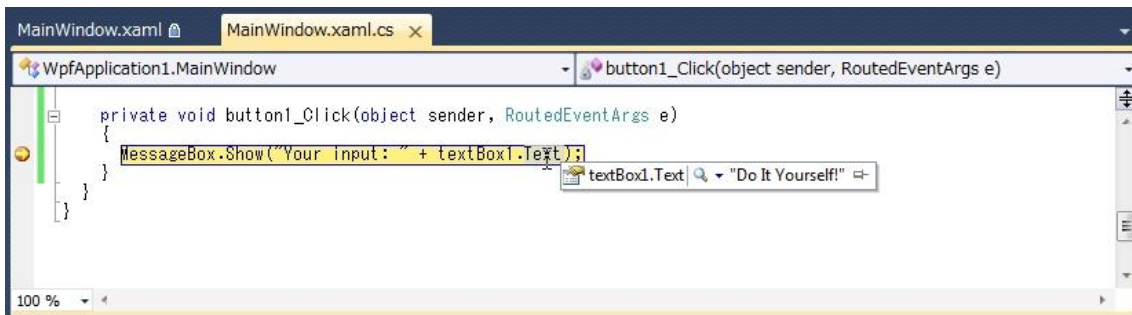 MainWindow.xaml MainWindow.xaml.cs
WpfApplication1.MainWindow button1_Click(object sender, RoutedEventArgs e)
private void button1_Click(object sender, RoutedEventArgs e)
{
MessageBox.Show("Your input: " + textBox1.Text);
textBox1.Text "Do It Yourself!"
}
}
}
100 %